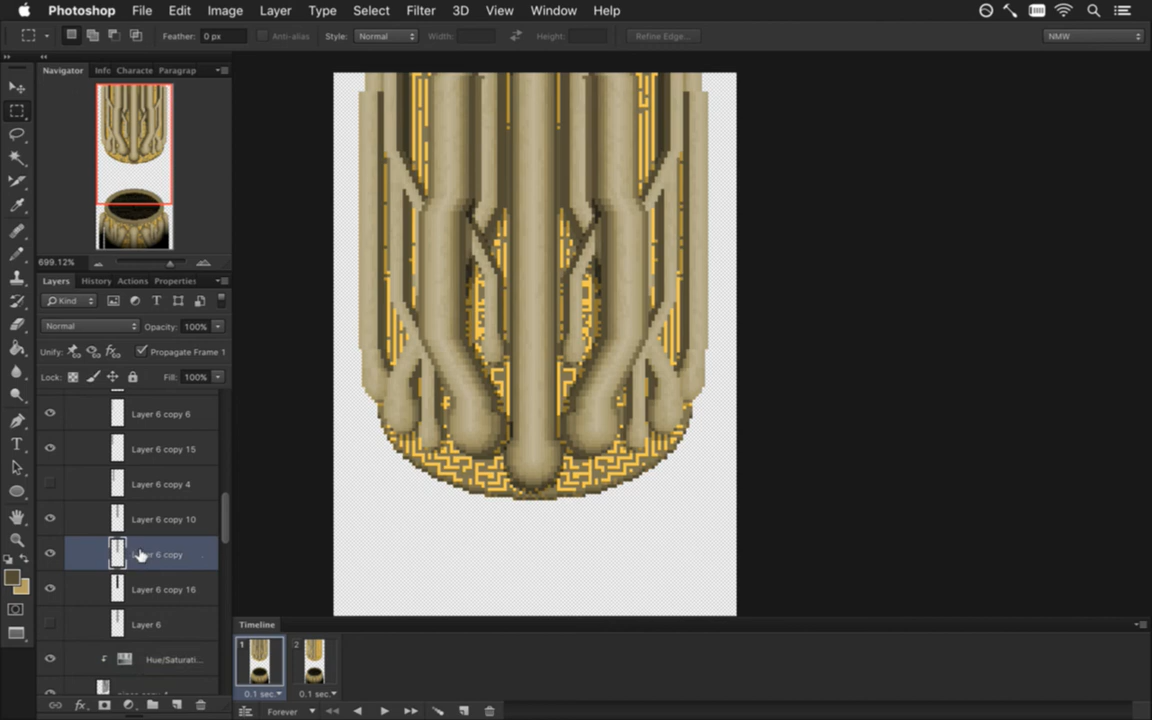 Photoshop File Edit Image Layer Type Select Filter 3D View Window Help
Feather: 0 px Anti-alias Style: Normal Width: Height: Refine Edge... NMW
Navigator Info Characte Paragrap
699.12%
Layers History Actions Properties
Kind
Normal Opacity: 100%
Unify: Propagate Frame 1
Lock: Fill: 100%
Layer 6 copy 6
Layer 6 copy 15
Layer 6 copy 4
Layer 6 copy 10
Layer 6 copy
Layer 6 copy 16
Layer 6
Hue/Saturati...
Timeline
1 2
0.1 sec. 0.1 sec.
Forever